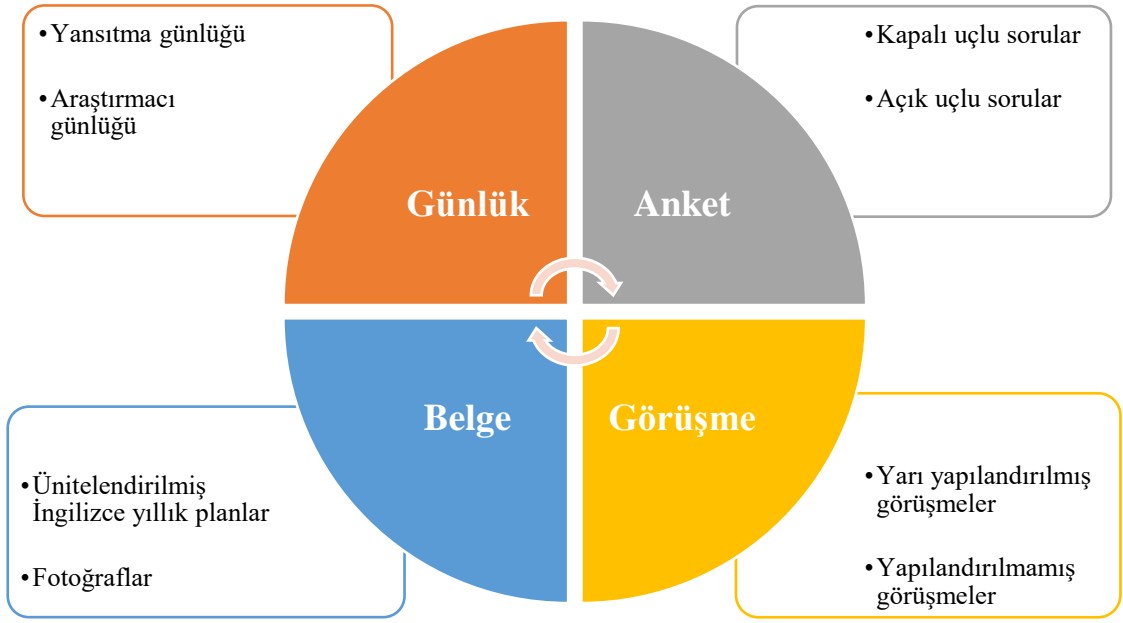 •Yansıtma günlüğü
•Araştırmacı
günlüğü
•Kapalı uçlu sorular
•Açık uçlu sorular
Günlük
Anket
Belge
Görüşme
•Ünitelendirilmiş
İngilizce yıllık planlar
•Fotoğraflar
•Yarı yapılandırılmış
görüşmeler
•Yapılandırılmamış
görüşmeler